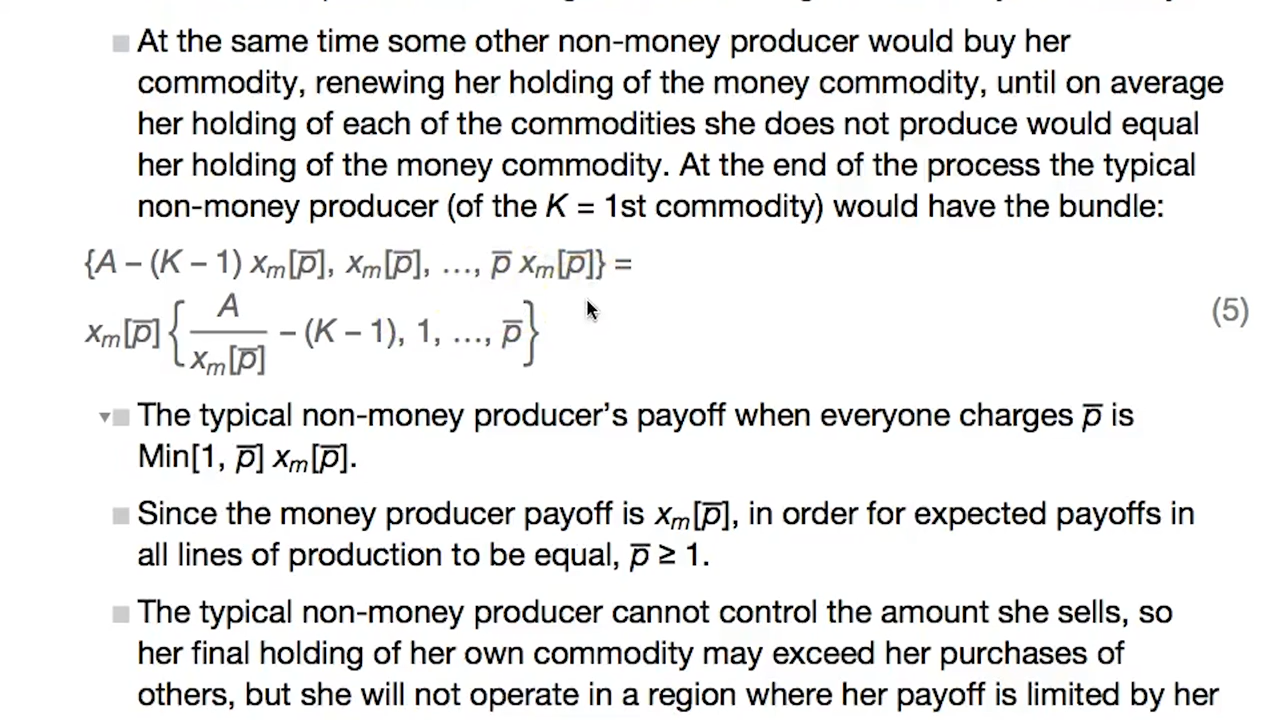 At the same time some other non-money producer would buy her
commodity, renewing her holding of the money commodity, until on average
her holding of each of the commodities she does not produce would equal
her holding of the money commodity. At the end of the process the typical
non-money producer (of the K = 1st commodity) would have the bundle:
{A − (K − 1) xₘ[p̅], xₘ[p̅], …, p̅ xₘ[p̅]} =
xₘ[p̅] {A / xₘ[p̅] − (K − 1), 1, …, p̅}
(5)
The typical non-money producer’s payoff when everyone charges p̅ is
Min[1, p̅] xₘ[p̅].
Since the money producer payoff is xₘ[p̅], in order for expected payoffs in
all lines of production to be equal, p̅ ≥ 1.
The typical non-money producer cannot control the amount she sells, so
her final holding of her own commodity may exceed her purchases of
others, but she will not operate in a region where her payoff is limited by her